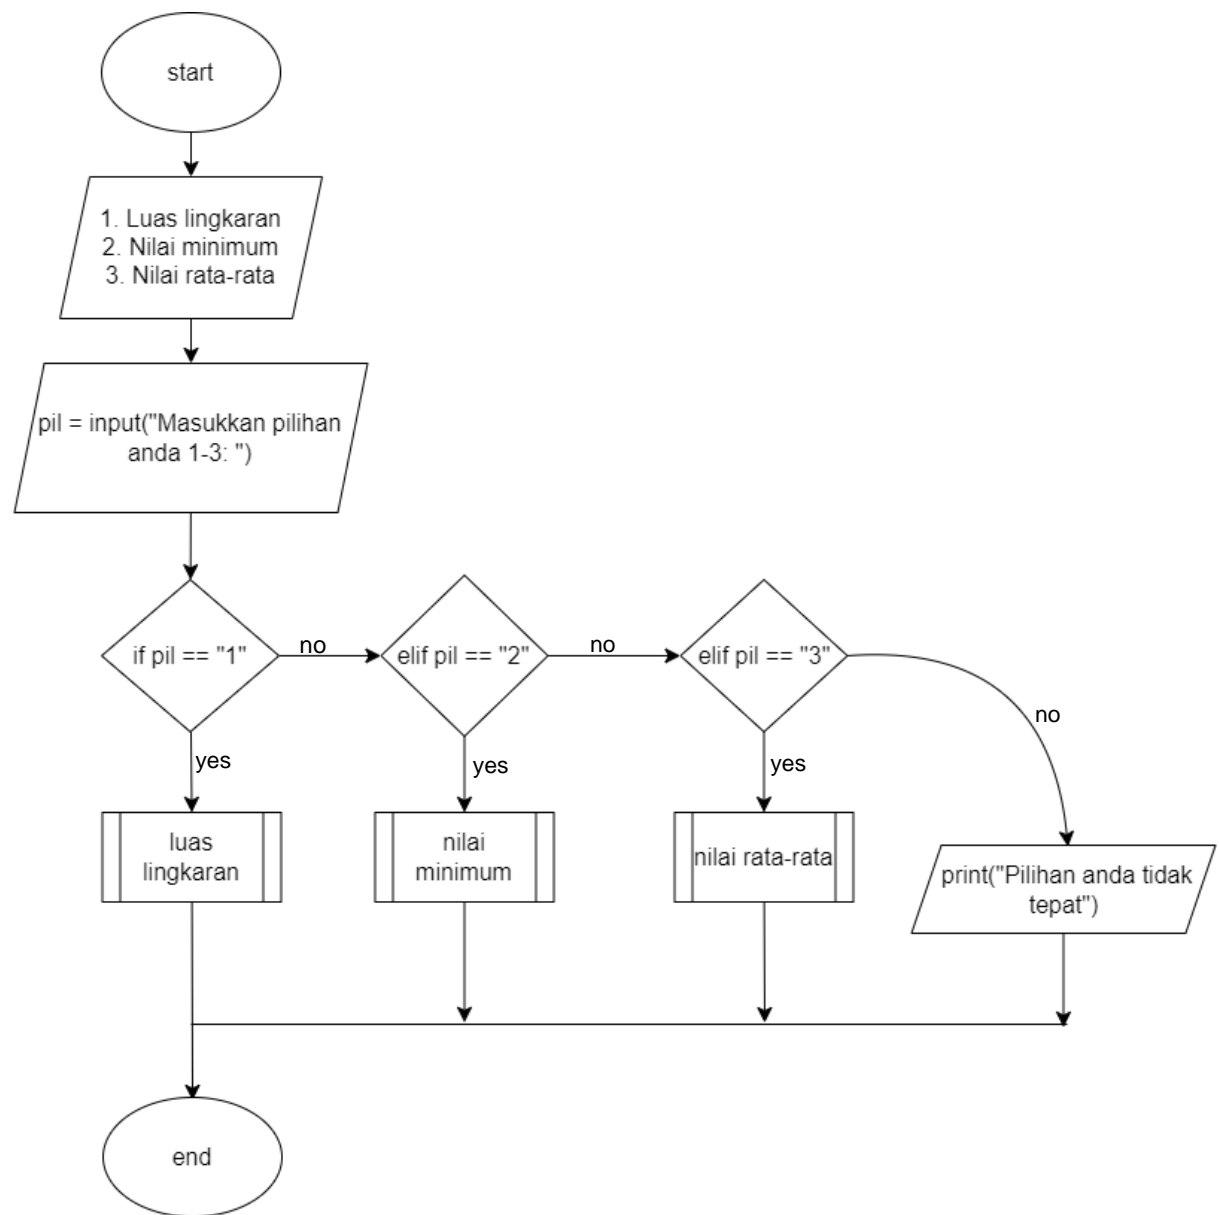 start
1. Luas lingkaran
2. Nilai minimum
3. Nilai rata-rata
pil = input("Masukkan pilihan
anda 1-3: ")
if pil == "1"
no
elif pil == "2"
no
elif pil == "3"
no
yes
yes
yes
luas
lingkaran
nilai
minimum
nilai rata-rata
print("Pilihan anda tidak
tepat")
end